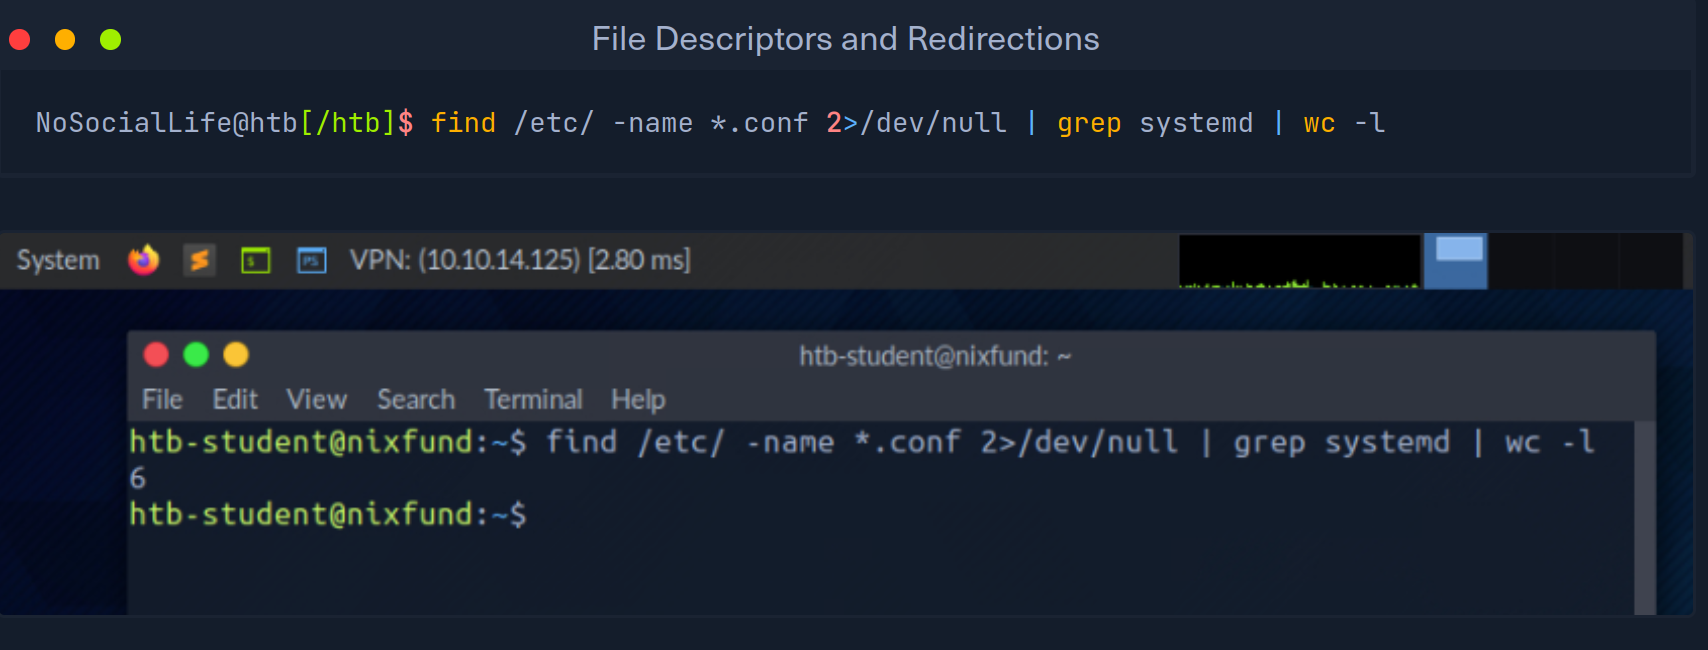 File Descriptors and Redirections
NoSocialLife@htb[/htb]$ find /etc/ -name *.conf 2>/dev/null | grep systemd | wc -l
System $ PS VPN: (10.10.14.125) [2.80 ms]
htb-student@nixfund: ~
File Edit View Search Terminal Help
htb-student@nixfund:~$ find /etc/ -name *.conf 2>/dev/null | grep systemd | wc -l
6
htb-student@nixfund:~$